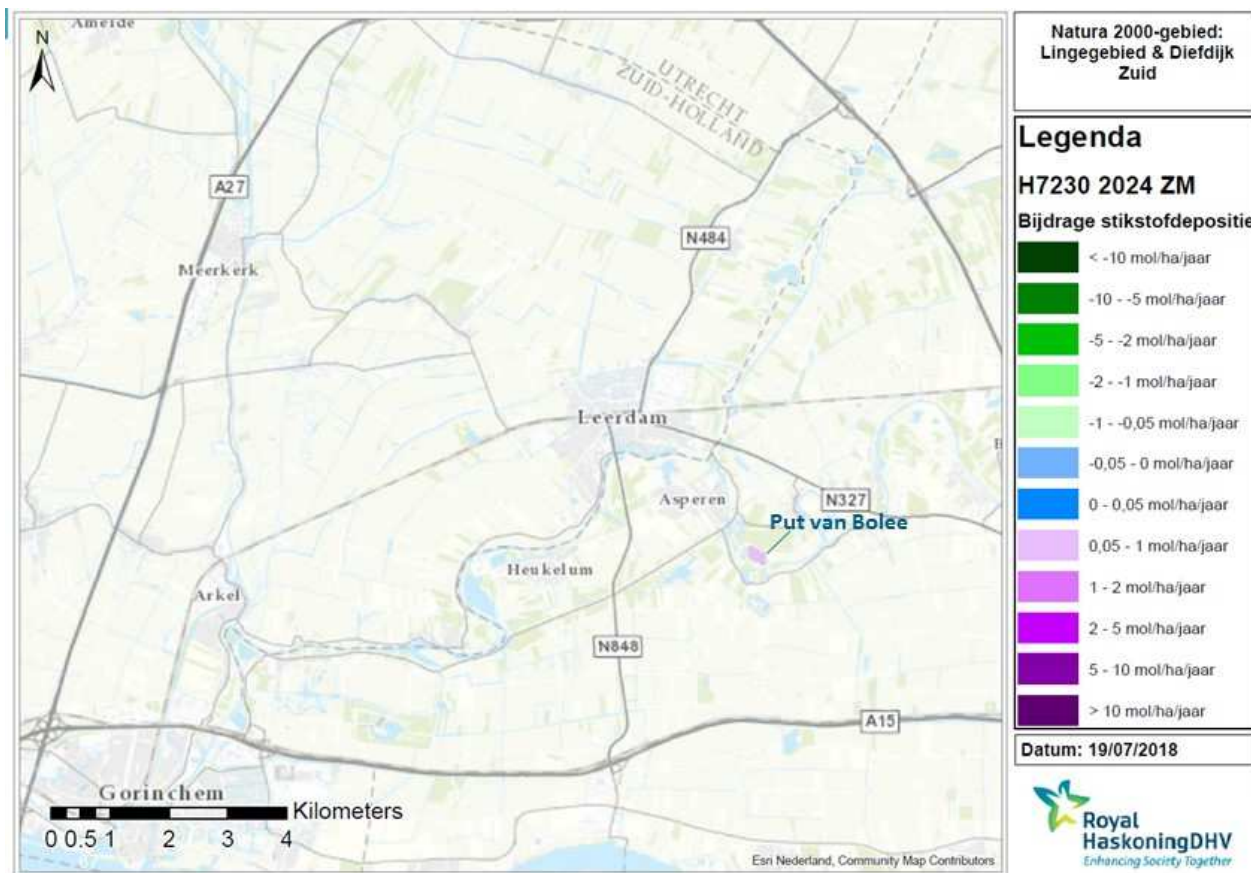 Ameide
N
UTRECHT
ZUID-HOLLAND
A27
N484
Meerkerk
Leerdam
Asperen
N327
Put van Bolee
Heukelum
Arkel
N848
A15
Gorinchem
Kilometers
0 0.5 1 2 3 4
Esri Nederland, Community Map Contributors
Natura 2000-gebied:
Lingegebied & Diefdijk
Zuid
Legenda
H7230 2024 ZM
Bijdrage stikstofdepositie
< -10 mol/ha/jaar
-10 - -5 mol/ha/jaar
-5 - -2 mol/ha/jaar
-2 - -1 mol/ha/jaar
-1 - -0,05 mol/ha/jaar
-0,05 - 0 mol/ha/jaar
0 - 0,05 mol/ha/jaar
0,05 - 1 mol/ha/jaar
1 - 2 mol/ha/jaar
2 - 5 mol/ha/jaar
5 - 10 mol/ha/jaar
> 10 mol/ha/jaar
Datum: 19/07/2018
Royal
HaskoningDHV
Enhancing Society Together